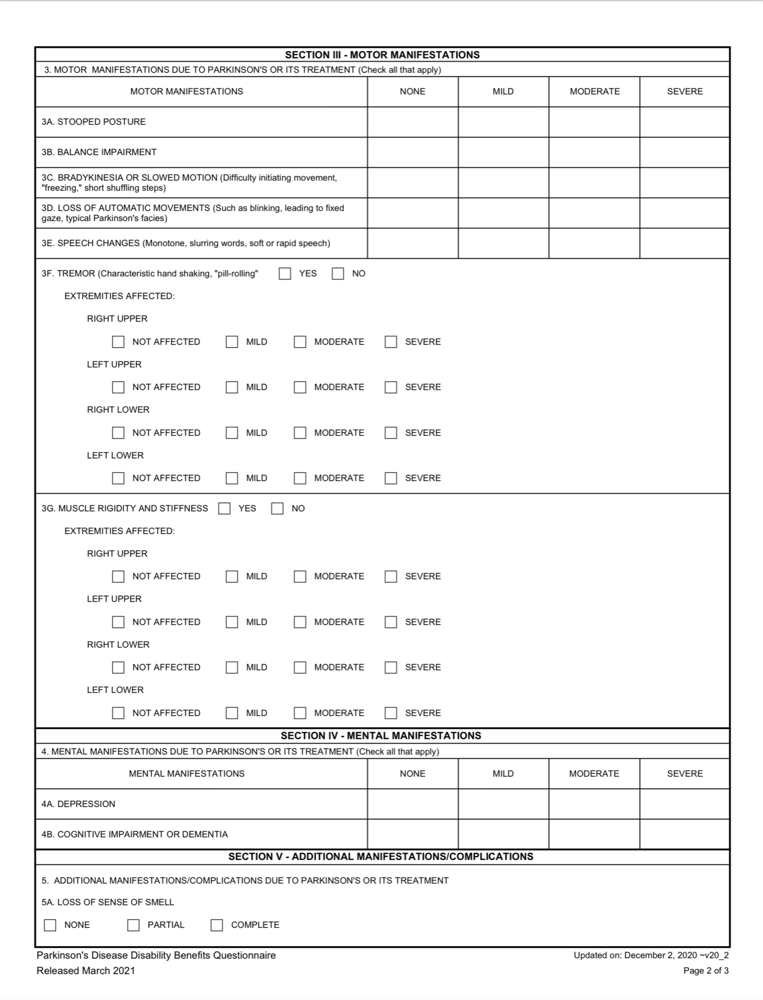 SECTION III - MOTOR MANIFESTATIONS
3. MOTOR  MANIFESTATIONS DUE TO PARKINSON'S OR ITS TREATMENT (Check all that apply)
MOTOR MANIFESTATIONS NONE MILD MODERATE SEVERE
3A. STOOPED POSTURE
3B. BALANCE IMPAIRMENT
3C. BRADYKINESIA OR SLOWED MOTION (Difficulty initiating movement,
"freezing," short shuffling steps)
3D. LOSS OF AUTOMATIC MOVEMENTS (Such as blinking, leading to fixed
gaze, typical Parkinson's facies)
3E. SPEECH CHANGES (Monotone, slurring words, soft or rapid speech)
3F. TREMOR (Characteristic hand shaking, "pill-rolling" YES NO
EXTREMITIES AFFECTED:
RIGHT UPPER
NOT AFFECTED MILD MODERATE SEVERE
LEFT UPPER
NOT AFFECTED MILD MODERATE SEVERE
RIGHT LOWER
NOT AFFECTED MILD MODERATE SEVERE
LEFT LOWER
NOT AFFECTED MILD MODERATE SEVERE
3G. MUSCLE RIGIDITY AND STIFFNESS YES NO
EXTREMITIES AFFECTED:
RIGHT UPPER
NOT AFFECTED MILD MODERATE SEVERE
LEFT UPPER
NOT AFFECTED MILD MODERATE SEVERE
RIGHT LOWER
NOT AFFECTED MILD MODERATE SEVERE
LEFT LOWER
NOT AFFECTED MILD MODERATE SEVERE
SECTION IV - MENTAL MANIFESTATIONS
4. MENTAL MANIFESTATIONS DUE TO PARKINSON'S OR ITS TREATMENT (Check all that apply)
MENTAL MANIFESTATIONS NONE MILD MODERATE SEVERE
4A. DEPRESSION
4B. COGNITIVE IMPAIRMENT OR DEMENTIA
SECTION V - ADDITIONAL MANIFESTATIONS/COMPLICATIONS
5.  ADDITIONAL MANIFESTATIONS/COMPLICATIONS DUE TO PARKINSON'S OR ITS TREATMENT
5A. LOSS OF SENSE OF SMELL
NONE PARTIAL COMPLETE
Parkinson's Disease Disability Benefits Questionnaire Updated on: December 2, 2020 ~v20_2
Released March 2021 Page 2 of 3